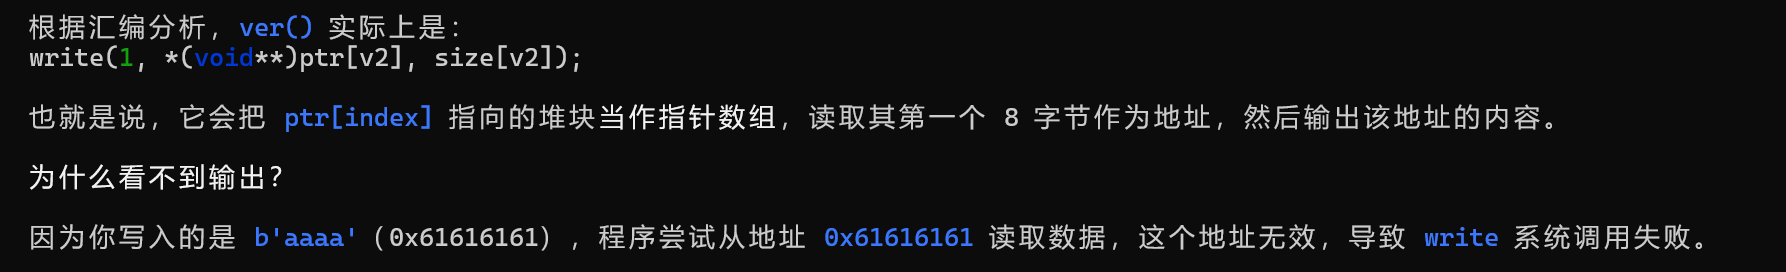 根据汇编分析，ver() 实际上是：
write(1, *(void**)ptr[v2], size[v2]);
也就是说，它会把 ptr[index] 指向的堆块当作指针数组，读取其第一个 8 字节作为地址，然后输出该地址的内容。
为什么看不到输出？
因为你写入的是 b'aaaa'（0x61616161），程序尝试从地址 0x61616161 读取数据，这个地址无效，导致 write 系统调用失败。